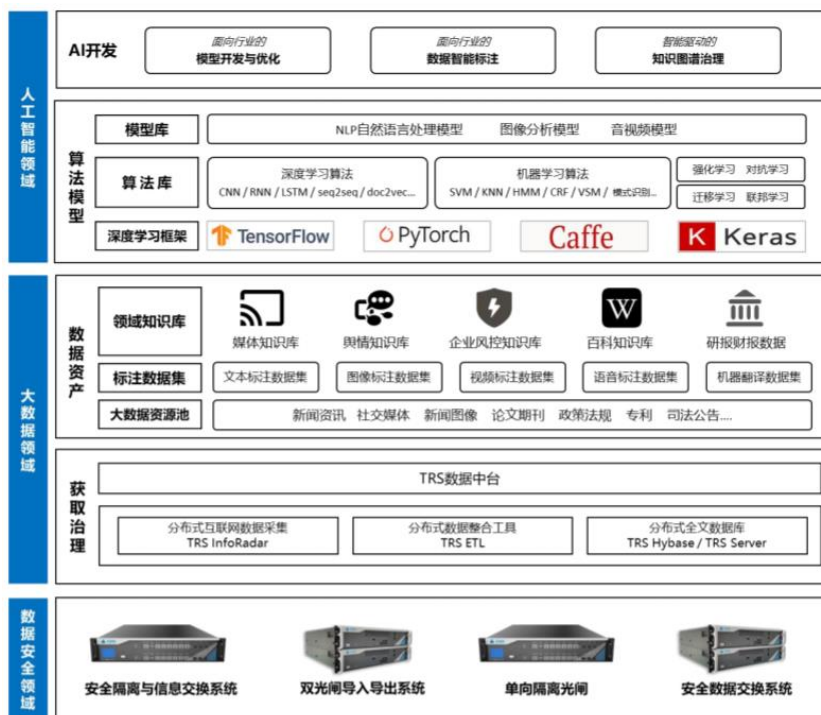 人工智能领域
AI开发
面向行业的
模型开发与优化
面向行业的
数据智能标注
智能驱动的
知识图谱治理
算法模型
模型库
NLP自然语言处理模型 图像分析模型 音视频模型
算法库
深度学习算法
CNN / RNN / LSTM / seq2seq / doc2vec...
机器学习算法
SVM / KNN / HMM / CRF / VSM / 模式识别...
强化学习 对抗学习
迁移学习 联邦学习
深度学习框架
TensorFlow
PyTorch
Caffe
K Keras
大数据领域
数据资产
领域知识库
媒体知识库
舆情知识库
企业风控知识库
W
百科知识库
研报财报数据
标注数据集
文本标注数据集
图像标注数据集
视频标注数据集
语音标注数据集
机器翻译数据集
大数据资源池
新闻资讯 社交媒体 新闻图像 论文期刊 政策法规 专利 司法公告....
获取治理
TRS数据中台
分布式互联网数据采集
TRS InfoRadar
分布式数据整合工具
TRS ETL
分布式全文数据库
TRS Hybase / TRS Server
数据安全领域
安全隔离与信息交换系统
双光闸导入导出系统
单向隔离光闸
安全数据交换系统